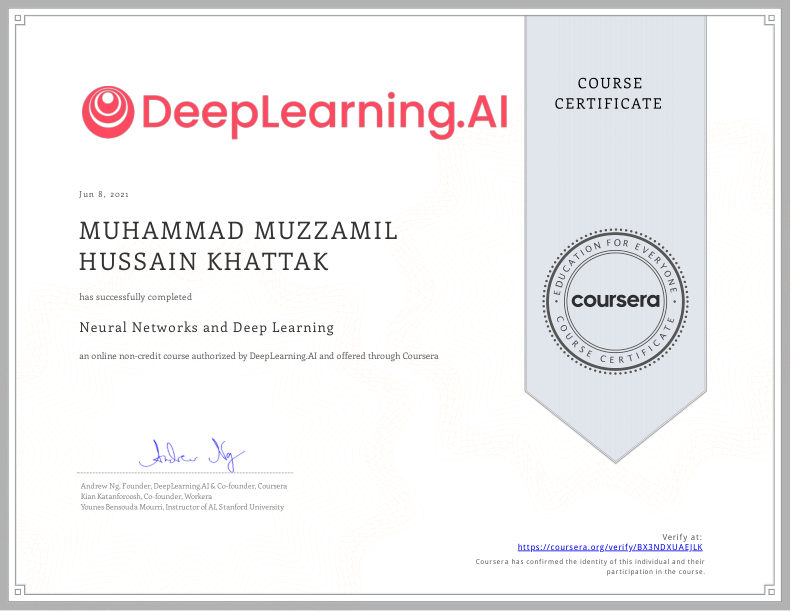 DeepLearning.AI
COURSE
CERTIFICATE
Jun 8, 2021
MUHAMMAD MUZZAMIL
HUSSAIN KHATTAK
has successfully completed
Neural Networks and Deep Learning
an online non-credit course authorized by DeepLearning.AI and offered through Coursera
EDUCATION FOR EVERYONE
coursera
COURSE CERTIFICATE
Andrew Ng
Andrew Ng, Founder, DeepLearning.AI & Co-founder, Coursera
Kian Katanforoosh, Co-founder, Workera
Younes Bensouda Mourri, Instructor of AI, Stanford University
Verify at:
https://coursera.org/verify/BX3NDXUAEJLK
Coursera has confirmed the identity of this individual and their
participation in the course.